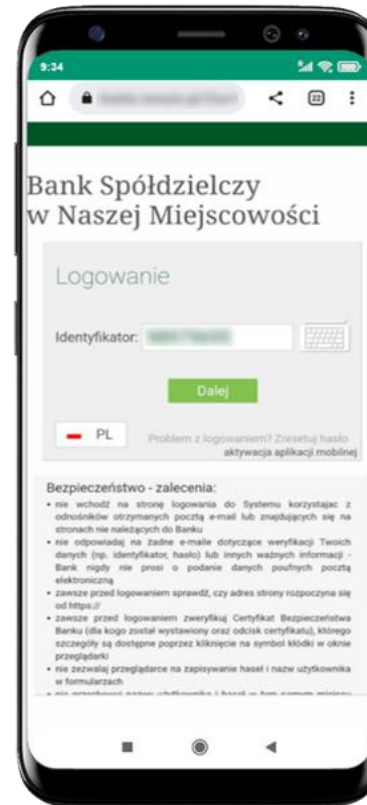 9:34
22
Bank Spółdzielczy
w Naszej Miejscowości
Logowanie
Identyfikator:
Dalej
PL
Problem z logowaniem? Zresetuj hasło
aktywacja aplikacji mobilnej
Bezpieczeństwo - zalecenia:
• nie wchodź na stronę logowania do Systemu korzystając z
odnośników otrzymanych pocztą e-mail lub znajdujących się na
stronach nie należących do Banku
• nie odpowiadaj na żadne e-maile dotyczące weryfikacji Twoich
danych (np. identyfikator, hasło) lub innych ważnych informacji -
Bank nigdy nie prosi o podanie danych poufnych pocztą
elektroniczną
• zawsze przed logowaniem sprawdź, czy adres strony rozpoczyna się
od https://
• zawsze przed logowaniem zweryfikuj Certyfikat Bezpieczeństwa
Banku (dla kogo został wystawiony oraz odcisk certyfikatu), którego
szczegóły są dostępne poprzez kliknięcie na symbol kłódki w oknie
przeglądarki
• nie zezwalaj przeglądarce na zapisywanie haseł i nazw użytkownika
w formularzach